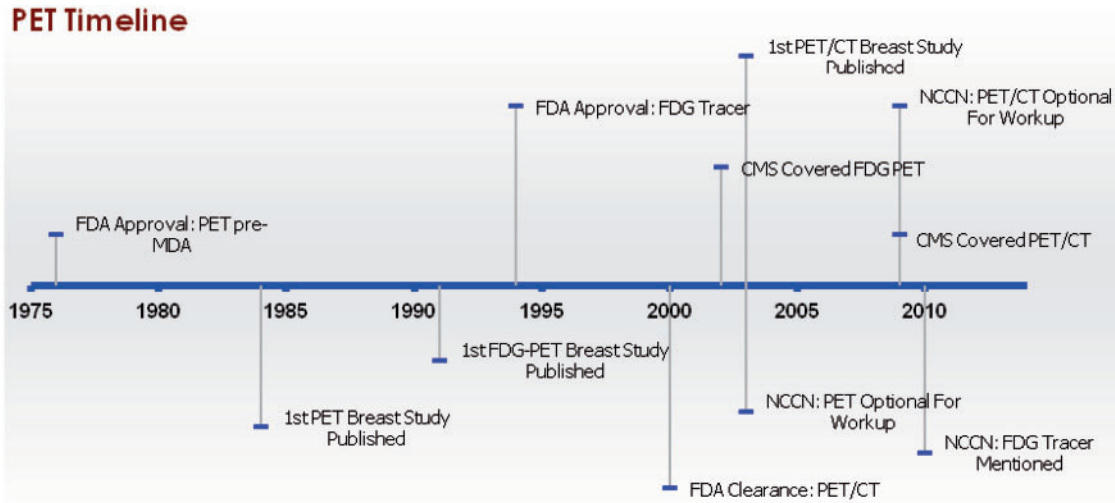 PET Timeline
1st PET/CT Breast Study
Published
FDA Approval: FDG Tracer
NCCN: PET/CT Optional
For Workup
CMS Covered FDG PET
FDA Approval: PET pre-
MDA
CMS Covered PET/CT
1975 1980 1985 1990 1995 2000 2005 2010
1st FDG-PET Breast Study
Published
1st PET Breast Study
Published
NCCN: PET Optional For
Workup
NCCN: FDG Tracer
Mentioned
FDA Clearance: PET/CT